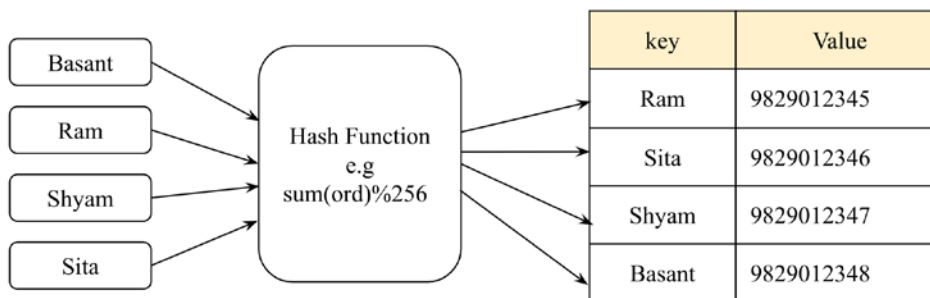 Basant
Ram
Shyam
Sita
Hash Function
e.g
sum(ord)%256
key Value
Ram 9829012345
Sita 9829012346
Shyam 9829012347
Basant 9829012348